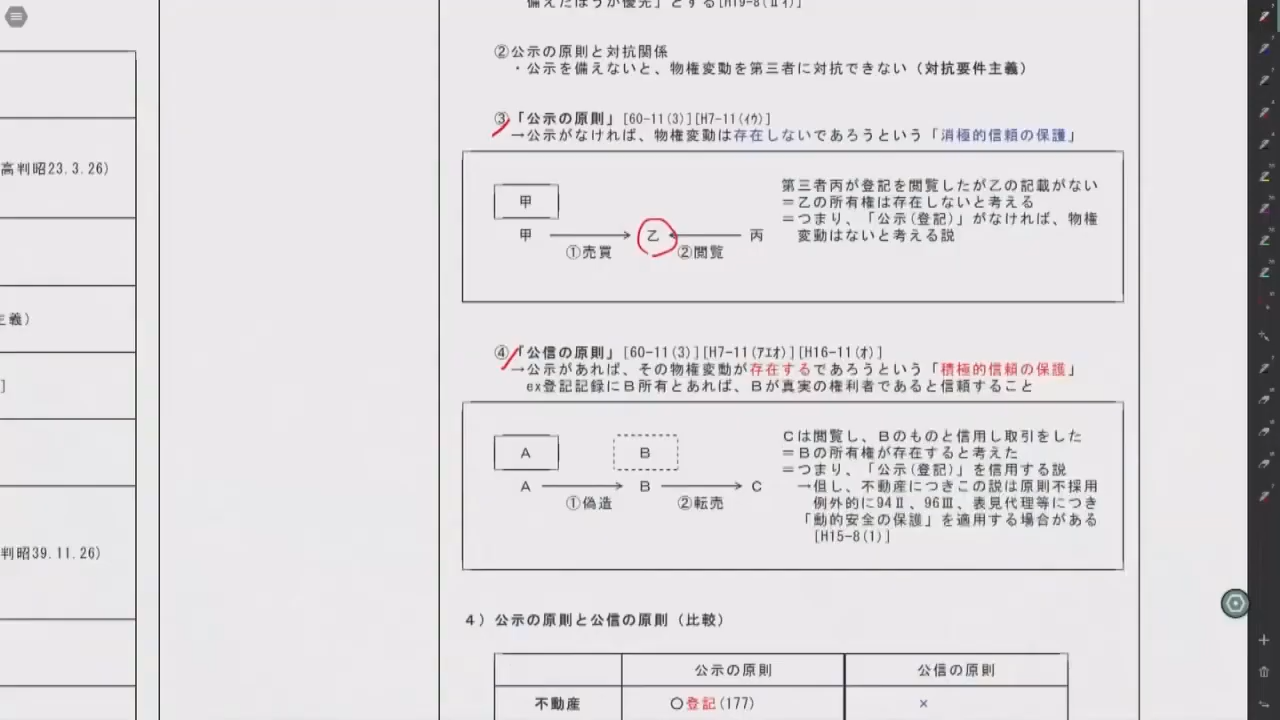 備えたほうが優先」とする[H19-8(Ⅱイ)]
②公示の原則と対抗関係
・公示を備えないと、物権変動を第三者に対抗できない（対抗要件主義）
③「公示の原則」[60-11(3)][H7-11(イウ)]
→公示がなければ、物権変動は存在しないであろうという「消極的信頼の保護」
甲
甲 → 乙 ← 丙
①売買 ②閲覧
第三者丙が登記を閲覧したが乙の記載がない
＝乙の所有権は存在しないと考える
＝つまり、「公示(登記)」がなければ、物権
変動はないと考える説
④「公信の原則」[60-11(3)][H7-11(アエオ)][H16-11(オ)]
→公示があれば、その物権変動が存在するであろうという「積極的信頼の保護」
ex登記記録にＢ所有とあれば、Ｂが真実の権利者であると信頼すること
Ａ Ｂ
Ａ → Ｂ → Ｃ
①偽造 ②転売
Ｃは閲覧し、Ｂのものと信用し取引をした
＝Ｂの所有権が存在すると考えた
＝つまり、「公示(登記)」を信用する説
→但し、不動産につきこの説は原則不採用
例外的に94Ⅱ、96Ⅲ、表見代理等につき
「動的安全の保護」を適用する場合がある
[H15-8(1)]
４）公示の原則と公信の原則（比較）
公示の原則 公信の原則
不動産 〇登記(177) ×
高判昭23.3.26)
主義）
]
判昭39.11.26)